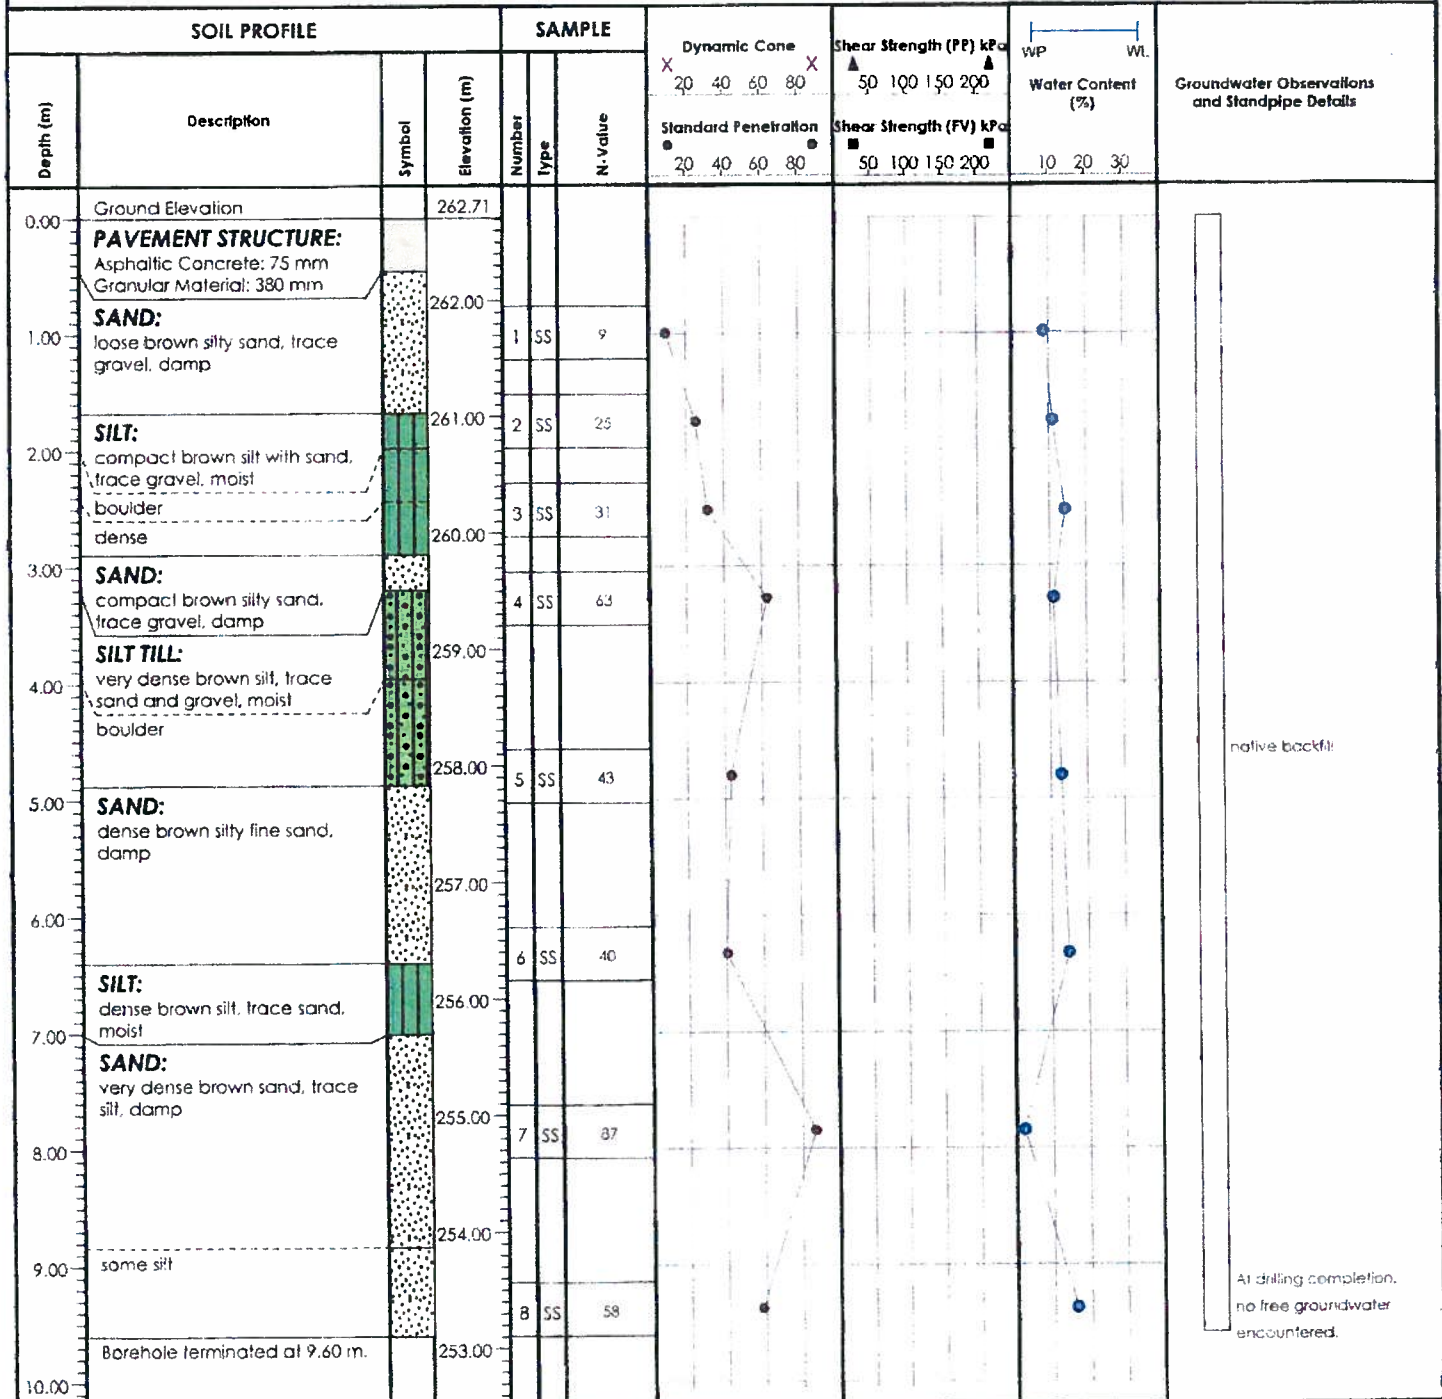 SOIL PROFILE
SAMPLE
Depth (m)
Description
Symbol
Elevation (m)
Number
Type
N-Value
Dynamic Cone
X X
20 40 60 80
Standard Penetration
20 40 60 80
Shear Strength (PP) kPa
50 100 150 200
Shear Strength (FV) kPa
50 100 150 200
WP WL
Water Content
(%)
10 20 30
Groundwater Observations
and Standpipe Details
Ground Elevation 262.71
0.00
PAVEMENT STRUCTURE:
Asphaltic Concrete: 75 mm
Granular Material: 380 mm
262.00
SAND:
1.00 loose brown silty sand, trace 1 SS 9
gravel, damp
261.00
2 SS 25
SILT:
2.00 compact brown silt with sand,
trace gravel, moist
boulder
3 SS 31
dense 260.00
3.00
SAND:
compact brown silty sand, 4 SS 63
trace gravel, damp
SILT TILL: 259.00
very dense brown silt, trace
4.00 sand and gravel, moist
boulder
native backfill
258.00 5 SS 43
5.00 SAND:
dense brown silty fine sand,
damp
257.00
6.00
6 SS 40
SILT:
dense brown silt, trace sand, 256.00
moist
7.00
SAND:
very dense brown sand, trace
silt, damp 255.00
7 SS 87
8.00
254.00
9.00 some silt
At drilling completion,
no free groundwater
encountered.
8 SS 58
Borehole terminated at 9.60 m. 253.00
10.00